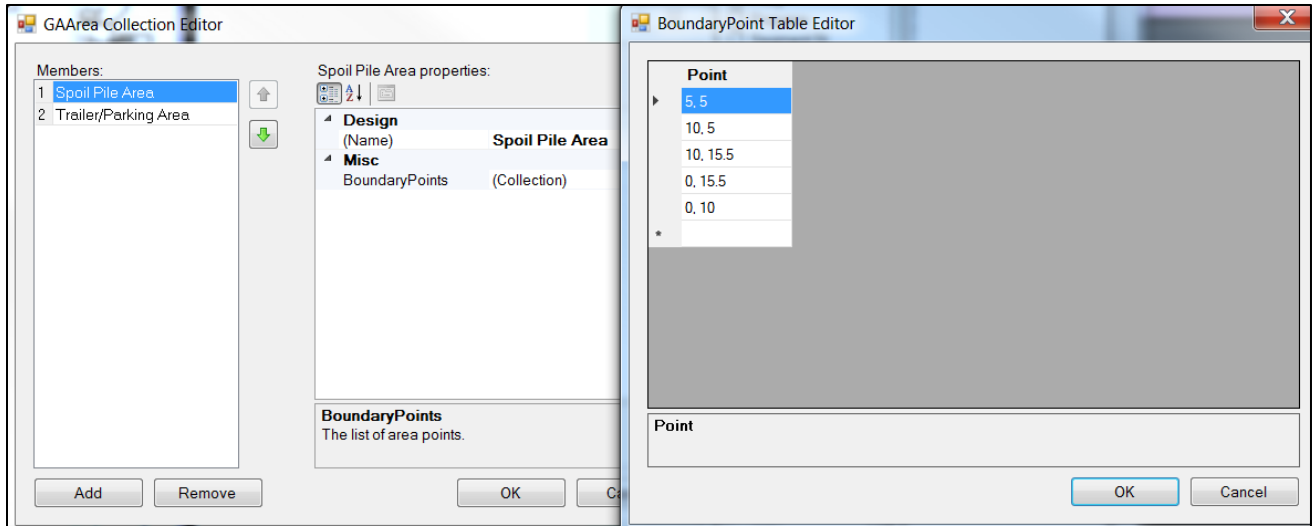 GAArea Collection Editor
Members:
1 Spoil Pile Area
2 Trailer/Parking Area
Spoil Pile Area properties:
Design
(Name) Spoil Pile Area
Misc
BoundaryPoints (Collection)
BoundaryPoints
The list of area points.
Add Remove OK
BoundaryPoint Table Editor
Point
5, 5
10, 5
10, 15.5
0, 15.5
0, 10
*
Point
OK Cancel